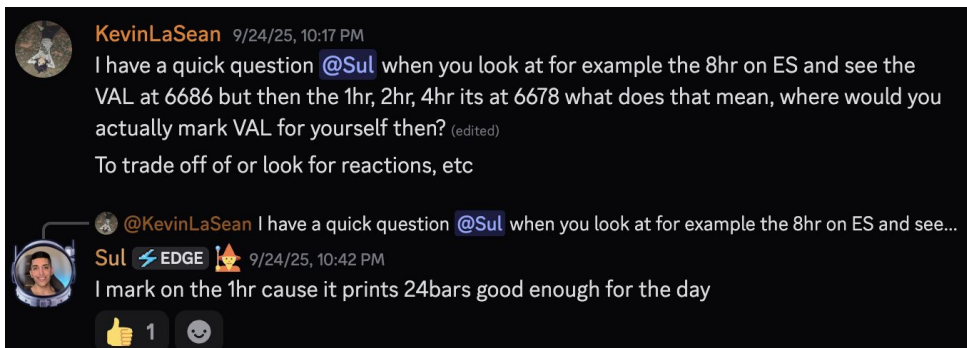 KevinLaSean 9/24/25, 10:17 PM
I have a quick question @Sul when you look at for example the 8hr on ES and see the
VAL at 6686 but then the 1hr, 2hr, 4hr its at 6678 what does that mean, where would you
actually mark VAL for yourself then? (edited)
To trade off of or look for reactions, etc
@KevinLaSean I have a quick question @Sul when you look at for example the 8hr on ES and see...
Sul EDGE 9/24/25, 10:42 PM
I mark on the 1hr cause it prints 24bars good enough for the day
1